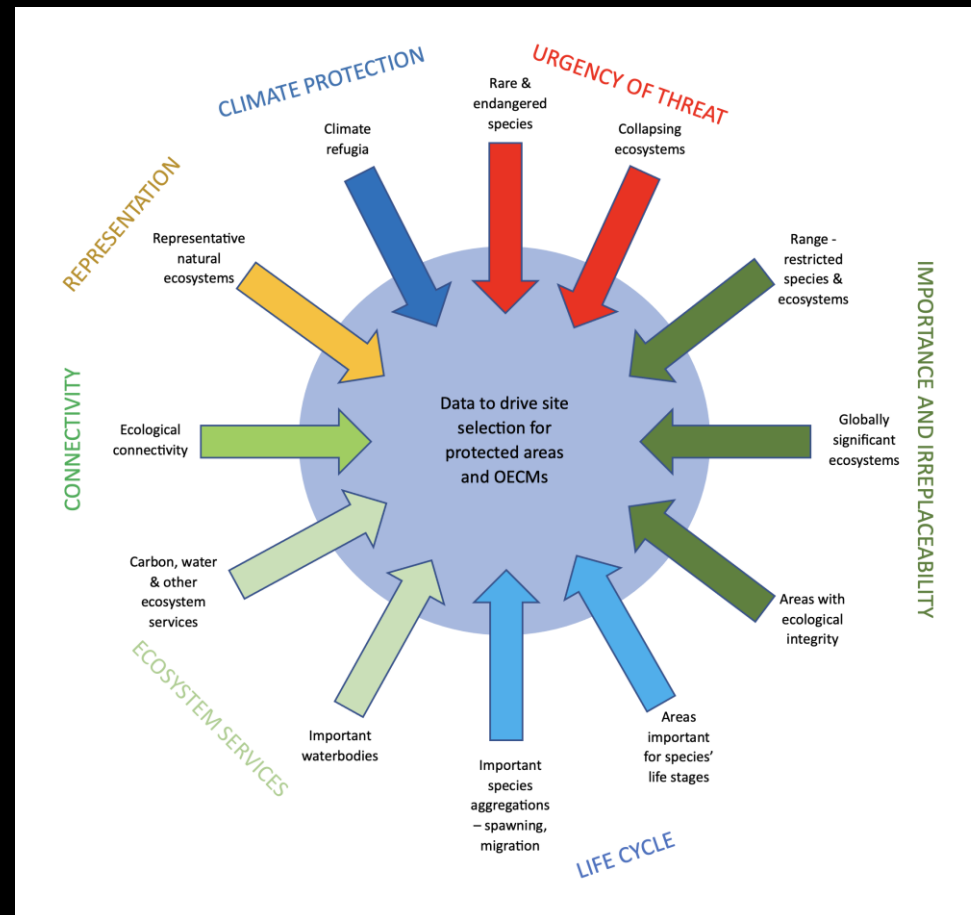 CLIMATE PROTECTION
URGENCY OF THREAT
Rare &
endangered
species
Climate
refugia
Collapsing
ecosystems
REPRESENTATION
Representative
natural
ecosystems
Range -
restricted
species &
ecosystems
IMPORTANCE AND IRREPLACEABILITY
CONNECTIVITY
Ecological
connectivity
Data to drive site
selection for
protected areas
and OECMs
Globally
significant
ecosystems
Carbon, water
& other
ecosystem
services
Areas with
ecological
integrity
ECOSYSTEM SERVICES
Important
waterbodies
Important
species
aggregations
– spawning,
migration
Areas
important
for species’
life stages
LIFE CYCLE